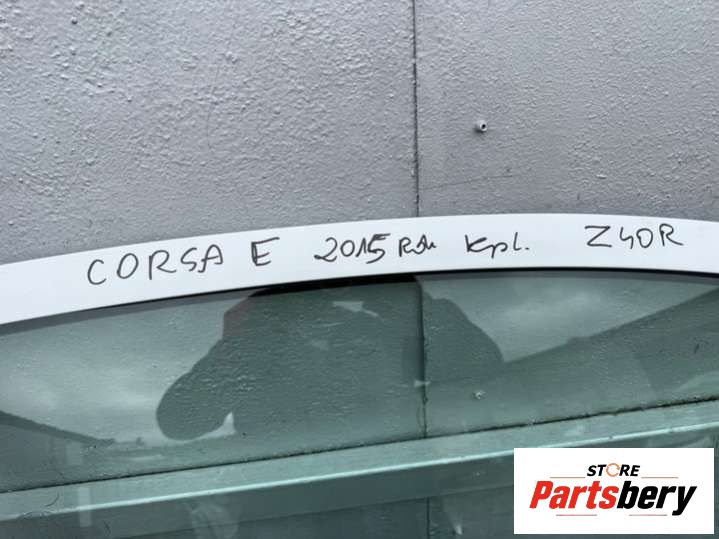 CORSA E 2015 Rok kpl. Z40R
STORE
Partsbery